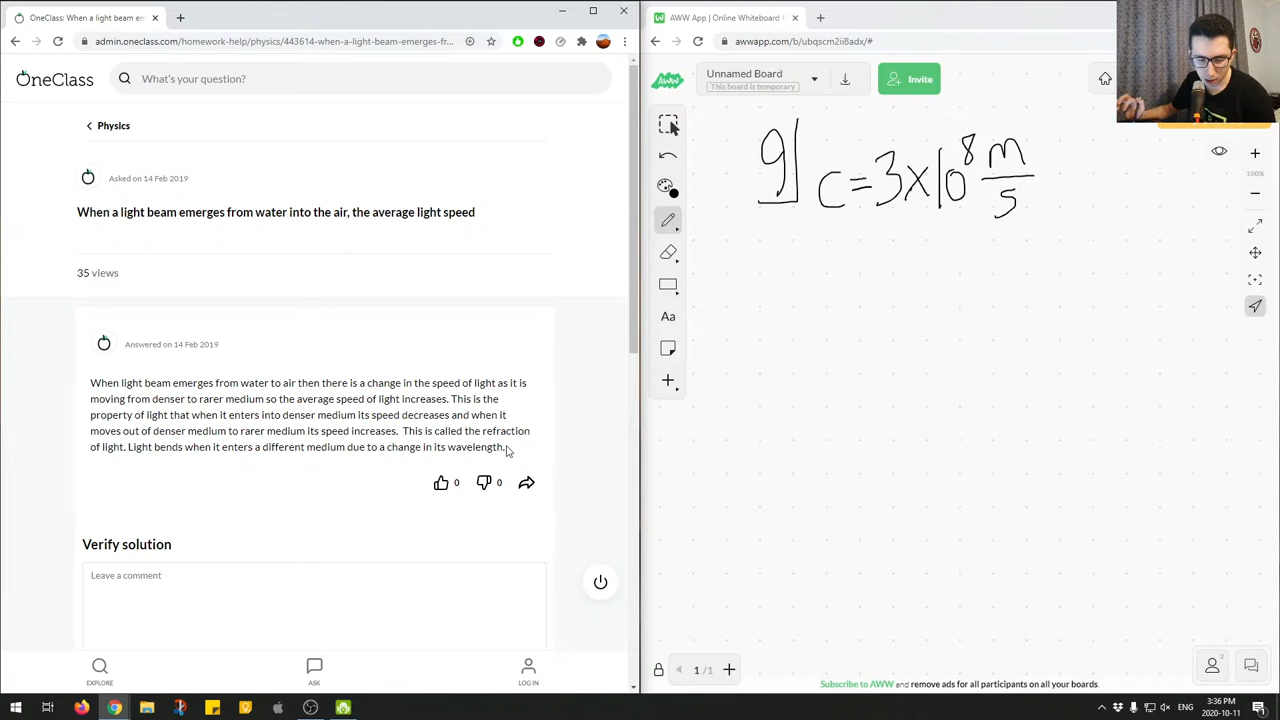 OneClass: When a light beam em
AWW App | Online Whiteboard f
admin.oneclass.com/homework-help/physics/443614-when-a-light-beam-emerges-fr...
awwapp.com/b/ubqscm2ii8adx/#
OneClass
What's your question?
Unnamed Board
This board is temporary
Invite
Physics
Asked on 14 Feb 2019
When a light beam emerges from water into the air, the average light speed
35 views
Answered on 14 Feb 2019
When light beam emerges from water to air then there is a change in the speed of light as it is
moving from denser to rarer medium so the average speed of light increases. This is the
property of light that when it enters into denser medium its speed decreases and when it
moves out of denser medium to rarer medium its speed increases. This is called the refraction
of light. Light bends when it enters a different medium due to a change in its wavelength.
0 0
Verify solution
Leave a comment
EXPLORE
ASK
LOG IN
9
C=3x10^8 m/s
100%
Aa
1 /1
Subscribe to AWW and remove ads for all participants on all your boards.
ENG
3:36 PM
2020-10-11